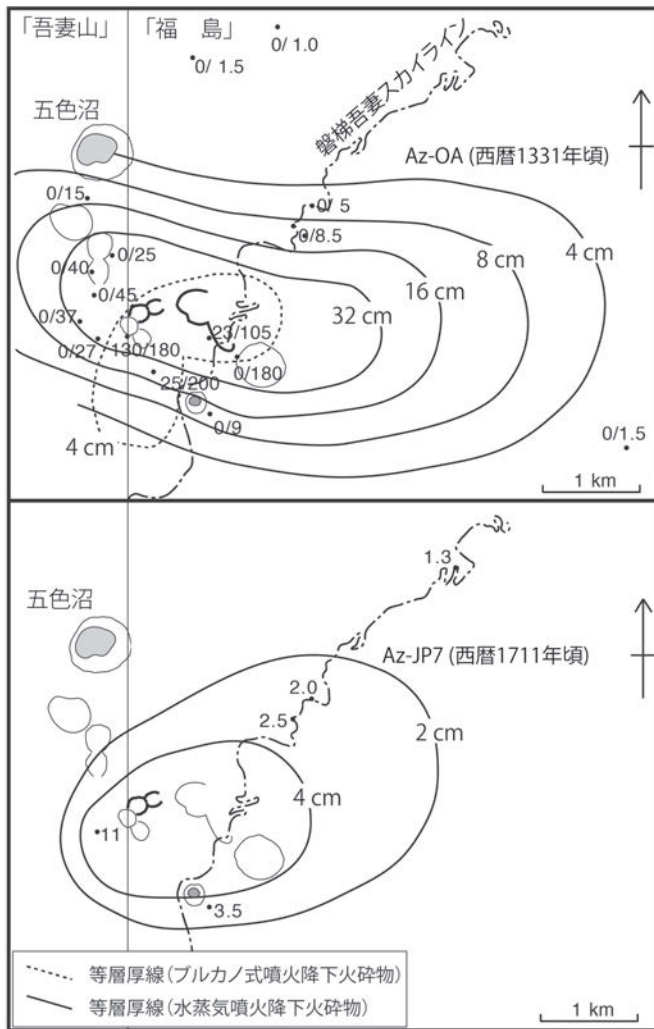 「吾妻山」
「福　島」
0/ 1.0
0/ 1.5
磐梯吾妻スカイライン
五色沼
Az-OA (西暦1331年頃)
0/15
0/ 5
0/8.5
0/25
0/40
8 cm
4 cm
0/45
16 cm
32 cm
0/37
23/105
0/27
130/180
0/180
25/200
0/9
4 cm
0/1.5
1 km
1.3
五色沼
Az-JP7 (西暦1711年頃)
2.0
2.5
2 cm
4 cm
11
3.5
等層厚線(ブルカノ式噴火降下火砕物)
等層厚線(水蒸気噴火降下火砕物)
1 km